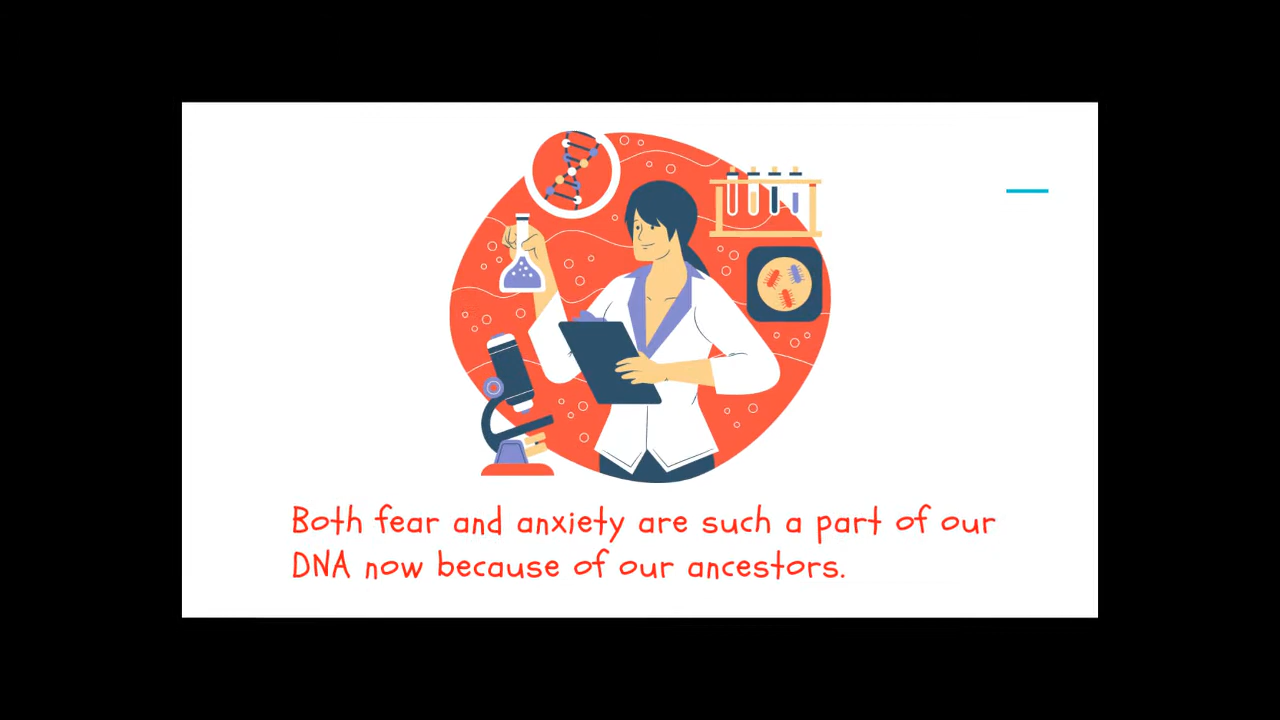 Both fear and anxiety are such a part of our
DNA now because of our ancestors.